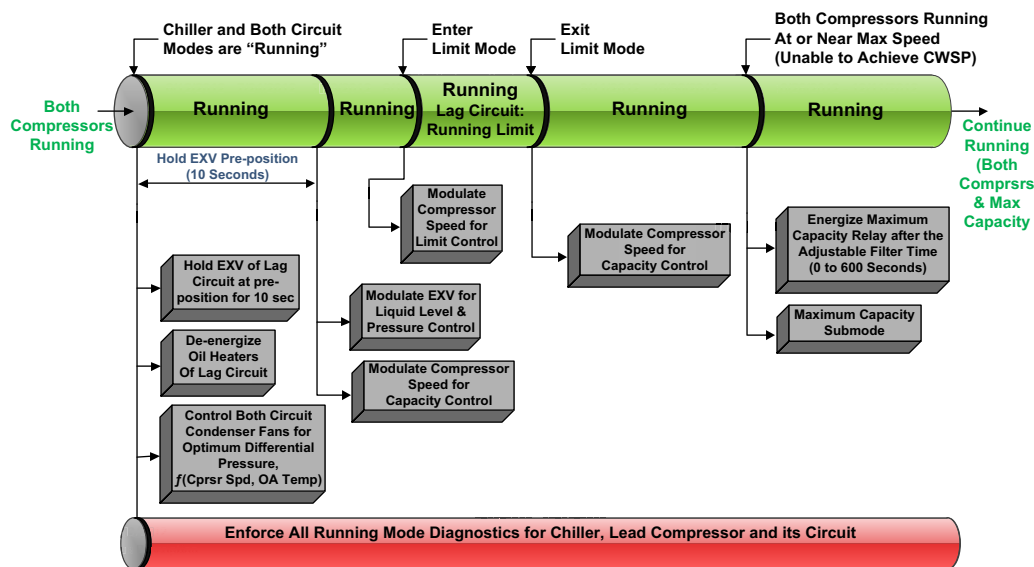 Chiller and Both Circuit
Modes are “Running”
Enter
Limit Mode
Exit
Limit Mode
Both Compressors Running
At or Near Max Speed
(Unable to Achieve CWSP)
Both
Compressors
Running
Running
Running
Running
Lag Circuit:
Running Limit
Running
Running
Continue
Running
(Both
Comprsrs
& Max
Capacity
Hold EXV Pre-position
(10 Seconds)
Modulate
Compressor
Speed for
Limit Control
Modulate Compressor
Speed for
Capacity Control
Energize Maximum
Capacity Relay after the
Adjustable Filter Time
(0 to 600 Seconds)
Hold EXV of Lag
Circuit at pre-
position for 10 sec
Modulate EXV for
Liquid Level &
Pressure Control
Maximum Capacity
Submode
De-energize
Oil Heaters
Of Lag Circuit
Modulate Compressor
Speed for
Capacity Control
Control Both Circuit
Condenser Fans for
Optimum Differential
Pressure,
ƒ(Cprsr Spd, OA Temp)
Enforce All Running Mode Diagnostics for Chiller, Lead Compressor and its Circuit